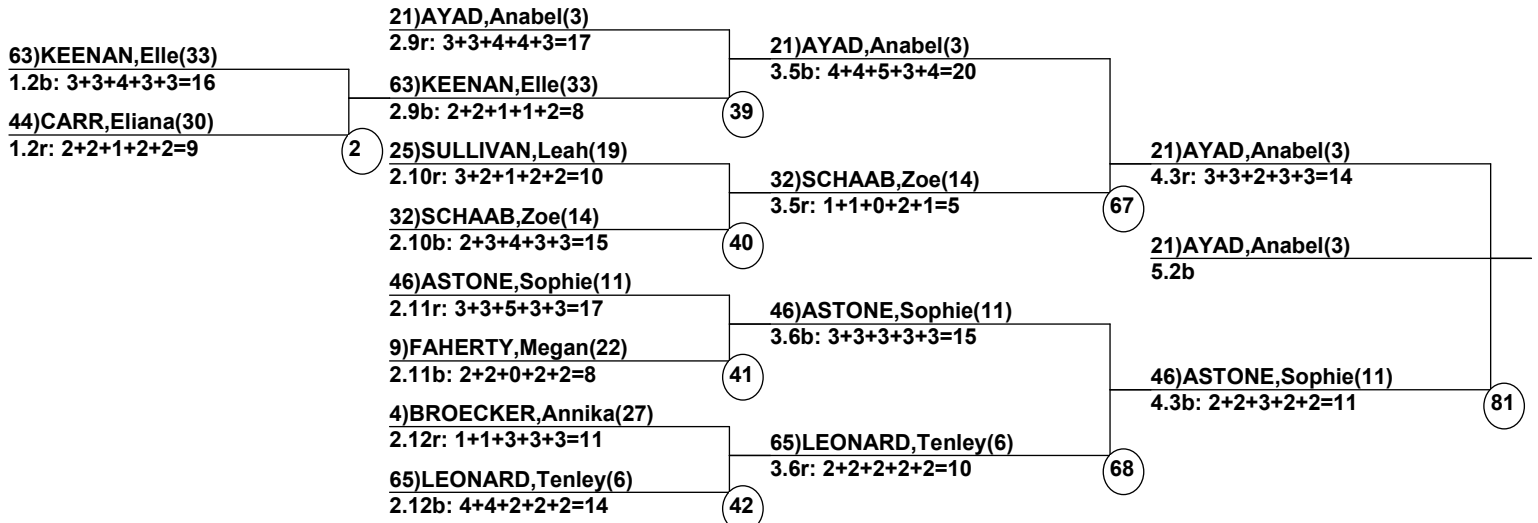 63)KEENAN,Elle(33)
1.2b: 3+3+4+3+3=16
44)CARR,Eliana(30)
1.2r: 2+2+1+2+2=9
2
21)AYAD,Anabel(3)
2.9r: 3+3+4+4+3=17
63)KEENAN,Elle(33)
2.9b: 2+2+1+1+2=8
39
25)SULLIVAN,Leah(19)
2.10r: 3+2+1+2+2=10
32)SCHAAB,Zoe(14)
2.10b: 2+3+4+3+3=15
40
46)ASTONE,Sophie(11)
2.11r: 3+3+5+3+3=17
9)FAHERTY,Megan(22)
2.11b: 2+2+0+2+2=8
41
4)BROECKER,Annika(27)
2.12r: 1+1+3+3+3=11
65)LEONARD,Tenley(6)
2.12b: 4+4+2+2+2=14
42
21)AYAD,Anabel(3)
3.5b: 4+4+5+3+4=20
32)SCHAAB,Zoe(14)
3.5r: 1+1+0+2+1=5
67
46)ASTONE,Sophie(11)
3.6b: 3+3+3+3+3=15
65)LEONARD,Tenley(6)
3.6r: 2+2+2+2+2=10
68
21)AYAD,Anabel(3)
4.3r: 3+3+2+3+3=14
21)AYAD,Anabel(3)
5.2b
46)ASTONE,Sophie(11)
4.3b: 2+2+3+2+2=11
81